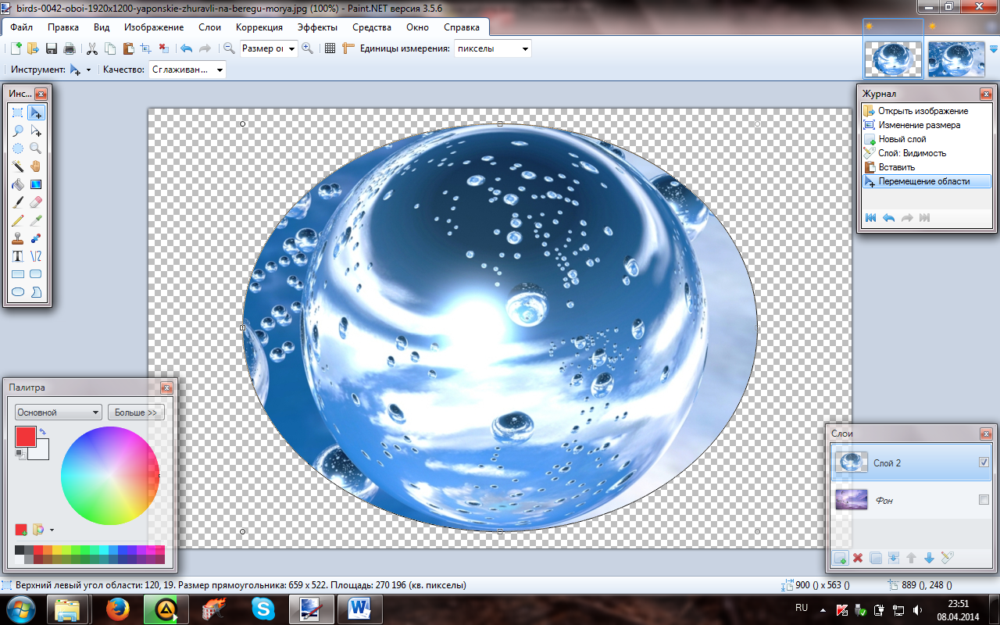 birds-0042-oboi-1920x1200-yaponskie-zhuravli-na-beregu-morya.jpg (100%) - Paint.NET версия 3.5.6
Файл Правка Вид Изображение Слои Коррекция Эффекты Средства Окно Справка
Размер ок Единицы измерения: пикселы
Инструмент: Качество: Сглаживан...
Инс...
Журнал
Открыть изображение
Изменение размера
Новый слой
Слой: Видимость
Вставить
Перемещение области
Палитра
Основной Больше >>
Слои
Слой 2
Фон
Верхний левый угол области: 120, 19. Размер прямоугольника: 659 x 522. Площадь: 270 196 (кв. пикселы) 900 () x 563 () 889 (), 248 ()
RU 23:51
08.04.2014